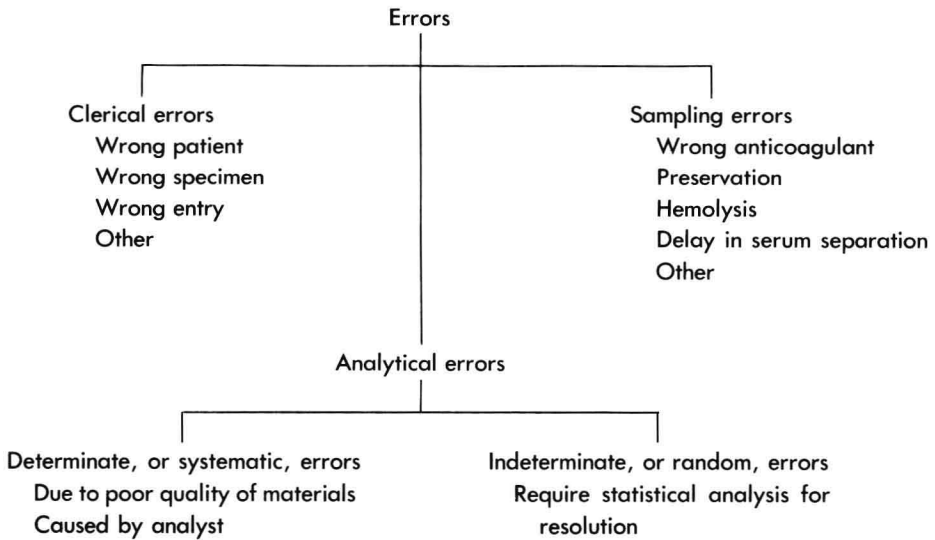 Errors
Clerical errors
Wrong patient
Wrong specimen
Wrong entry
Other
Sampling errors
Wrong anticoagulant
Preservation
Hemolysis
Delay in serum separation
Other
Analytical errors
Determinate, or systematic, errors
Due to poor quality of materials
Caused by analyst
Indeterminate, or random, errors
Require statistical analysis for
resolution